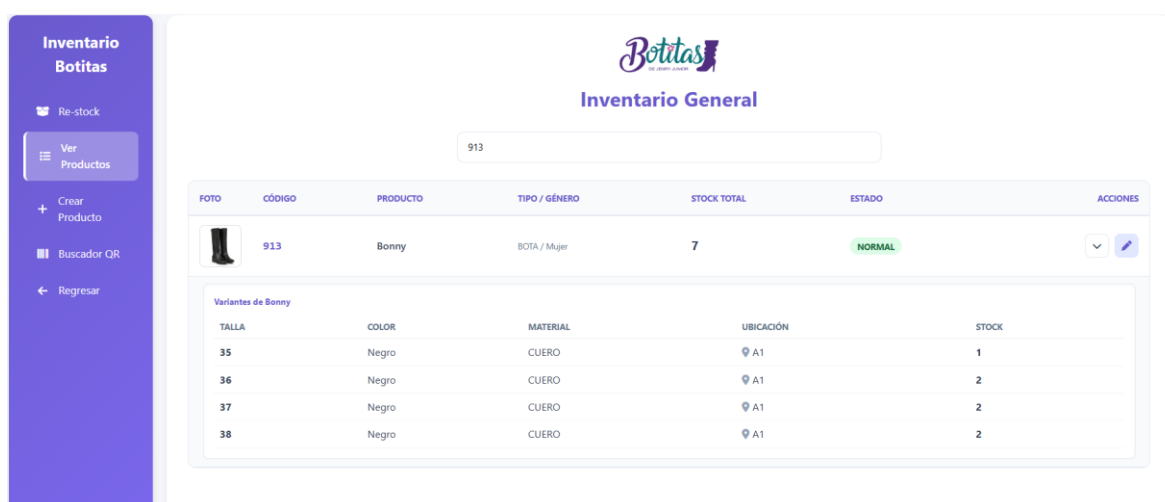 Inventario
Botitas
Re-stock
Ver
Productos
Crear
Producto
Buscador QR
Regresar
Botitas
DE JENNY JUNIOR
Inventario General
913
FOTO CÓDIGO PRODUCTO TIPO / GÉNERO STOCK TOTAL ESTADO ACCIONES
913 Bonny BOTA / Mujer 7 NORMAL
Variantes de Bonny
TALLA COLOR MATERIAL UBICACIÓN STOCK
35 Negro CUERO A1 1
36 Negro CUERO A1 2
37 Negro CUERO A1 2
38 Negro CUERO A1 2